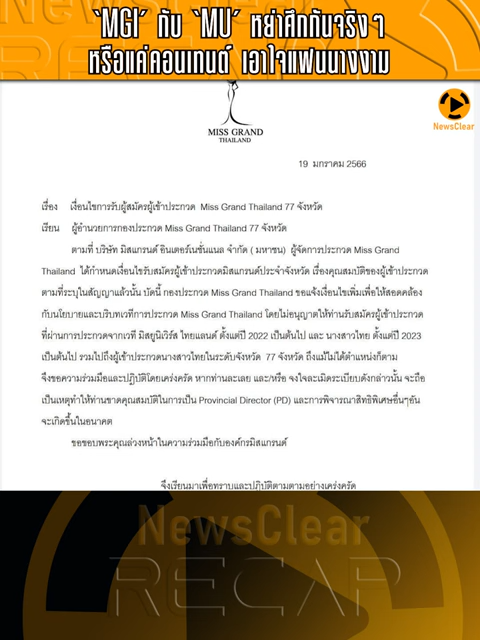 `MGI´ กับ `MU´ หย่าศึกกันจริง ๆ
หรือแค่คอนเทนต์ เอาใจแฟนนางงาม
NewsClear
MISS GRAND
THAILAND
19 มกราคม 2566
เรื่อง เงื่อนไขการรับผู้สมัครผู้เข้าประกวด Miss Grand Thailand 77 จังหวัด
เรียน ผู้อำนวยการกองประกวด Miss Grand Thailand 77 จังหวัด
ตามที่ บริษัท มิสแกรนด์ อินเตอร์เนชั่นแนล จำกัด ( มหาชน) ผู้จัดการประกวด Miss Grand
Thailand ได้กำหนดเงื่อนไขรับสมัครผู้เข้าประกวดมิสแกรนด์ประจำจังหวัด เรื่องคุณสมบัติของผู้เข้าประกวด
ตามที่ระบุในสัญญาแล้วนั้น บัดนี้ กองประกวด Miss Grand Thailand ขอแจ้งเงื่อนไขเพิ่มเพื่อให้สอดคล้อง
กับนโยบายและบริบทเวทีการประกวด Miss Grand Thailand โดยไม่อนุญาตให้ท่านรับสมัครผู้เข้าประกวด
ที่ผ่านการประกวดจากเวที มิสยูนิเวิร์ส ไทยแลนด์ ตั้งแต่ปี 2022 เป็นต้นไป และ นางสาวไทย ตั้งแต่ปี 2023
เป็นต้นไป รวมไปถึงผู้เข้าประกวดนางสาวไทยในระดับจังหวัด 77 จังหวัด ถึงแม้ไม่ได้ตำแหน่งก็ตาม
จึงขอความร่วมมือและปฏิบัติโดยเคร่งครัด หากท่านละเลย และ/หรือ จงใจละเมิดระเบียบดังกล่าวนั้น จะถือ
เป็นเหตุทำให้ท่านขาดคุณสมบัติในการเป็น Provincial Director (PD) และการพิจารณาสิทธิพิเศษอื่นๆอัน
จะเกิดขึ้นในอนาคต
ขอขอบพระคุณล่วงหน้าในความร่วมมือกับองค์กรมิสแกรนด์
จึงเรียนมาเพื่อทราบและปฏิบัติตามตามอย่างเคร่งครัด
NewsClear
RECAP